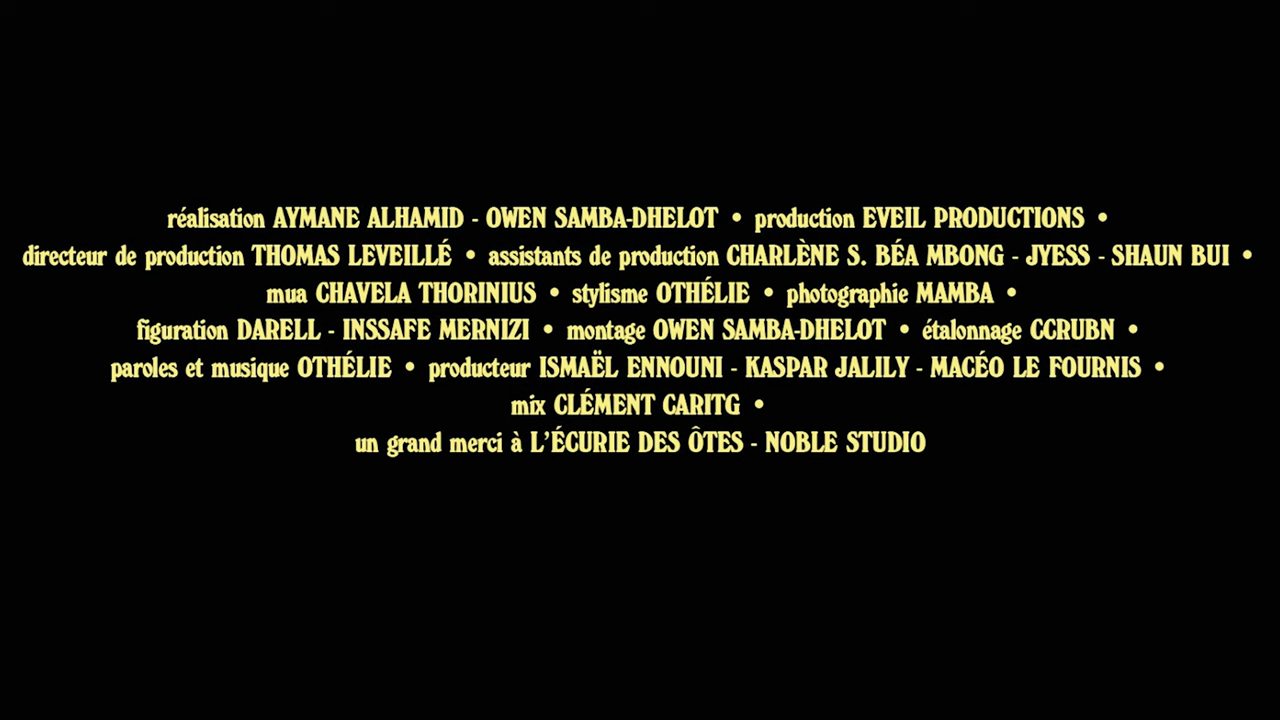 réalisation AYMANE ALHAMID - OWEN SAMBA-DHELOT • production EVEIL PRODUCTIONS •
directeur de production THOMAS LEVEILLÉ • assistants de production CHARLÈNE S. BÉA MBONG - JYESS - SHAUN BUI •
mua CHAVELA THORINIUS • stylisme OTHÉLIE • photographie MAMBA •
figuration DARELL - INSSAFE MERNIZI • montage OWEN SAMBA-DHELOT • étalonnage CCRUBN •
paroles et musique OTHÉLIE • producteur ISMAËL ENNOUNI - KASPAR JALILY - MACÉO LE FOURNIS •
mix CLÉMENT CARITG •
un grand merci à L'ÉCURIE DES ÔTES - NOBLE STUDIO